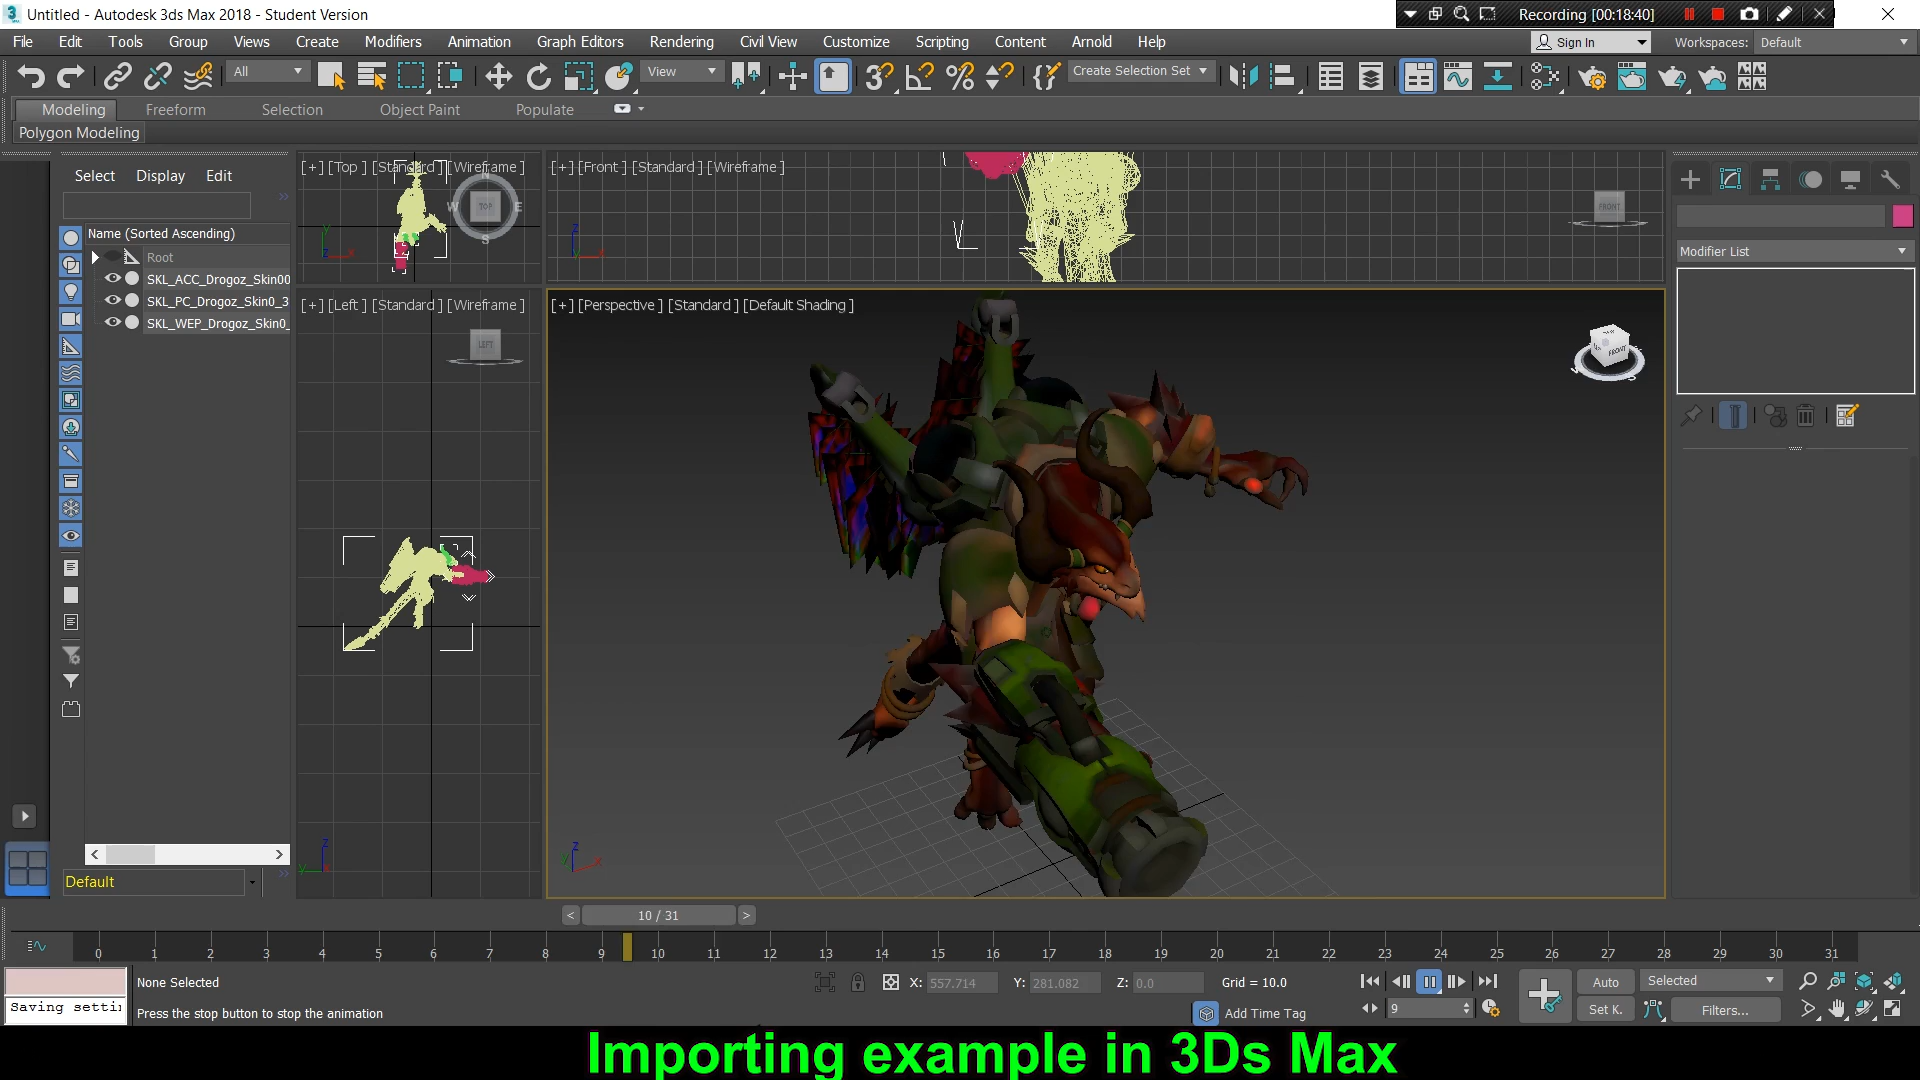 Untitled - Autodesk 3ds Max 2018 - Student Version
Recording [00:18:40]
File Edit Tools Group Views Create Modifiers Animation Graph Editors Rendering Civil View Customize Scripting Content Arnold Help
Sign In
Workspaces: Default
All
View
Create Selection Set
Modeling Freeform Selection Object Paint Populate
Polygon Modeling
Select Display Edit
Name (Sorted Ascending)
Root
SKL_ACC_Drogoz_Skin00
SKL_PC_Drogoz_Skin0_3
SKL_WEP_Drogoz_Skin0_
Default
[+] [Top] [Standard] [Wireframe]
N
W TOP E
S
[+] [Front] [Standard] [Wireframe]
FRONT
[+] [Left] [Standard] [Wireframe]
LEFT
[+] [Perspective] [Standard] [Default Shading]
FRONT
Modifier List
< 10 / 31 >
0 1 2 3 4 5 6 7 8 9 10 11 12 13 14 15 16 17 18 19 20 21 22 23 24 25 26 27 28 29 30 31
None Selected
X: 557.714 Y: 281.082 Z: 0.0 Grid = 10.0
Auto Selected
Saving settin
Press the stop button to stop the animation
Add Time Tag
9
Set K. Filters...
Importing example in 3Ds Max